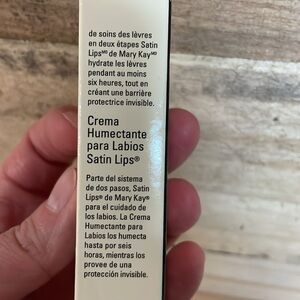 de soins des lèvres
en deux étapes Satin
Lips ᴹᴰ de Mary Kay ᴹᴰ
hydrate les lèvres
pendant au moins
six heures, tout en
créant une barrière
protectrice invisible.
Crema
Humectante
para Labios
Satin Lips®
Parte del sistema
de dos pasos, Satin
Lips® de Mary Kay®
para el cuidado de
los labios. La Crema
Humectante para
Labios los humecta
hasta por seis
horas, mientras los
provee de una
protección invisible.